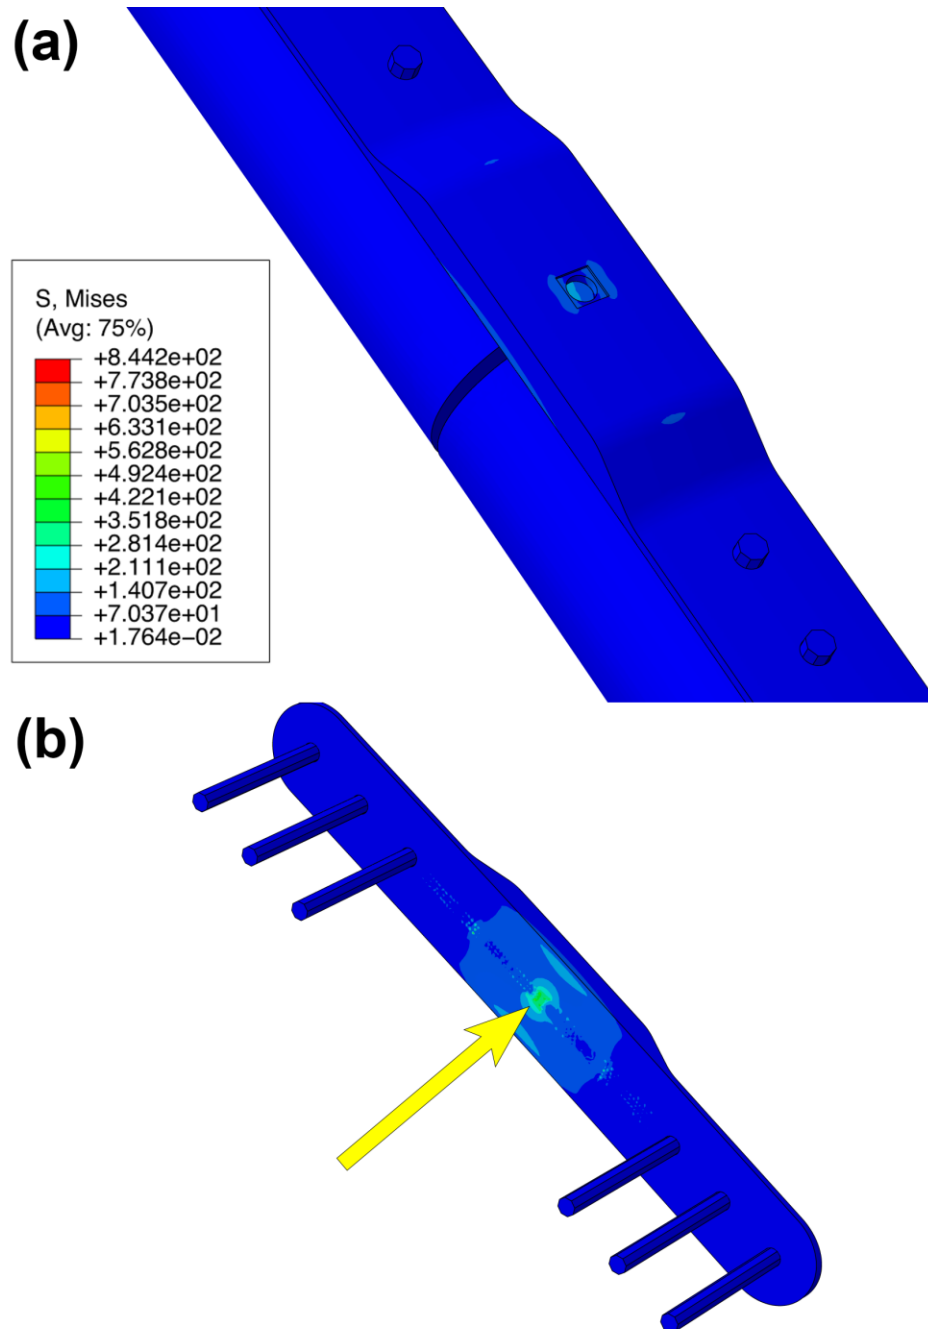 (a)
S, Mises
(Avg: 75%)
+8.442e+02
+7.738e+02
+7.035e+02
+6.331e+02
+5.628e+02
+4.924e+02
+4.221e+02
+3.518e+02
+2.814e+02
+2.111e+02
+1.407e+02
+7.037e+01
+1.764e−02
(b)